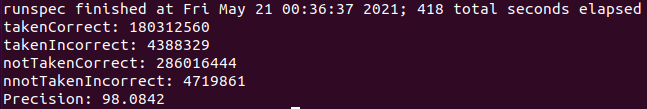 runspec finished at Fri May 21 00:36:37 2021; 418 total seconds elapsed
takenCorrect: 180312560
takenIncorrect: 4388329
notTakenCorrect: 286016444
nnotTakenIncorrect: 4719861
Precision: 98.0842